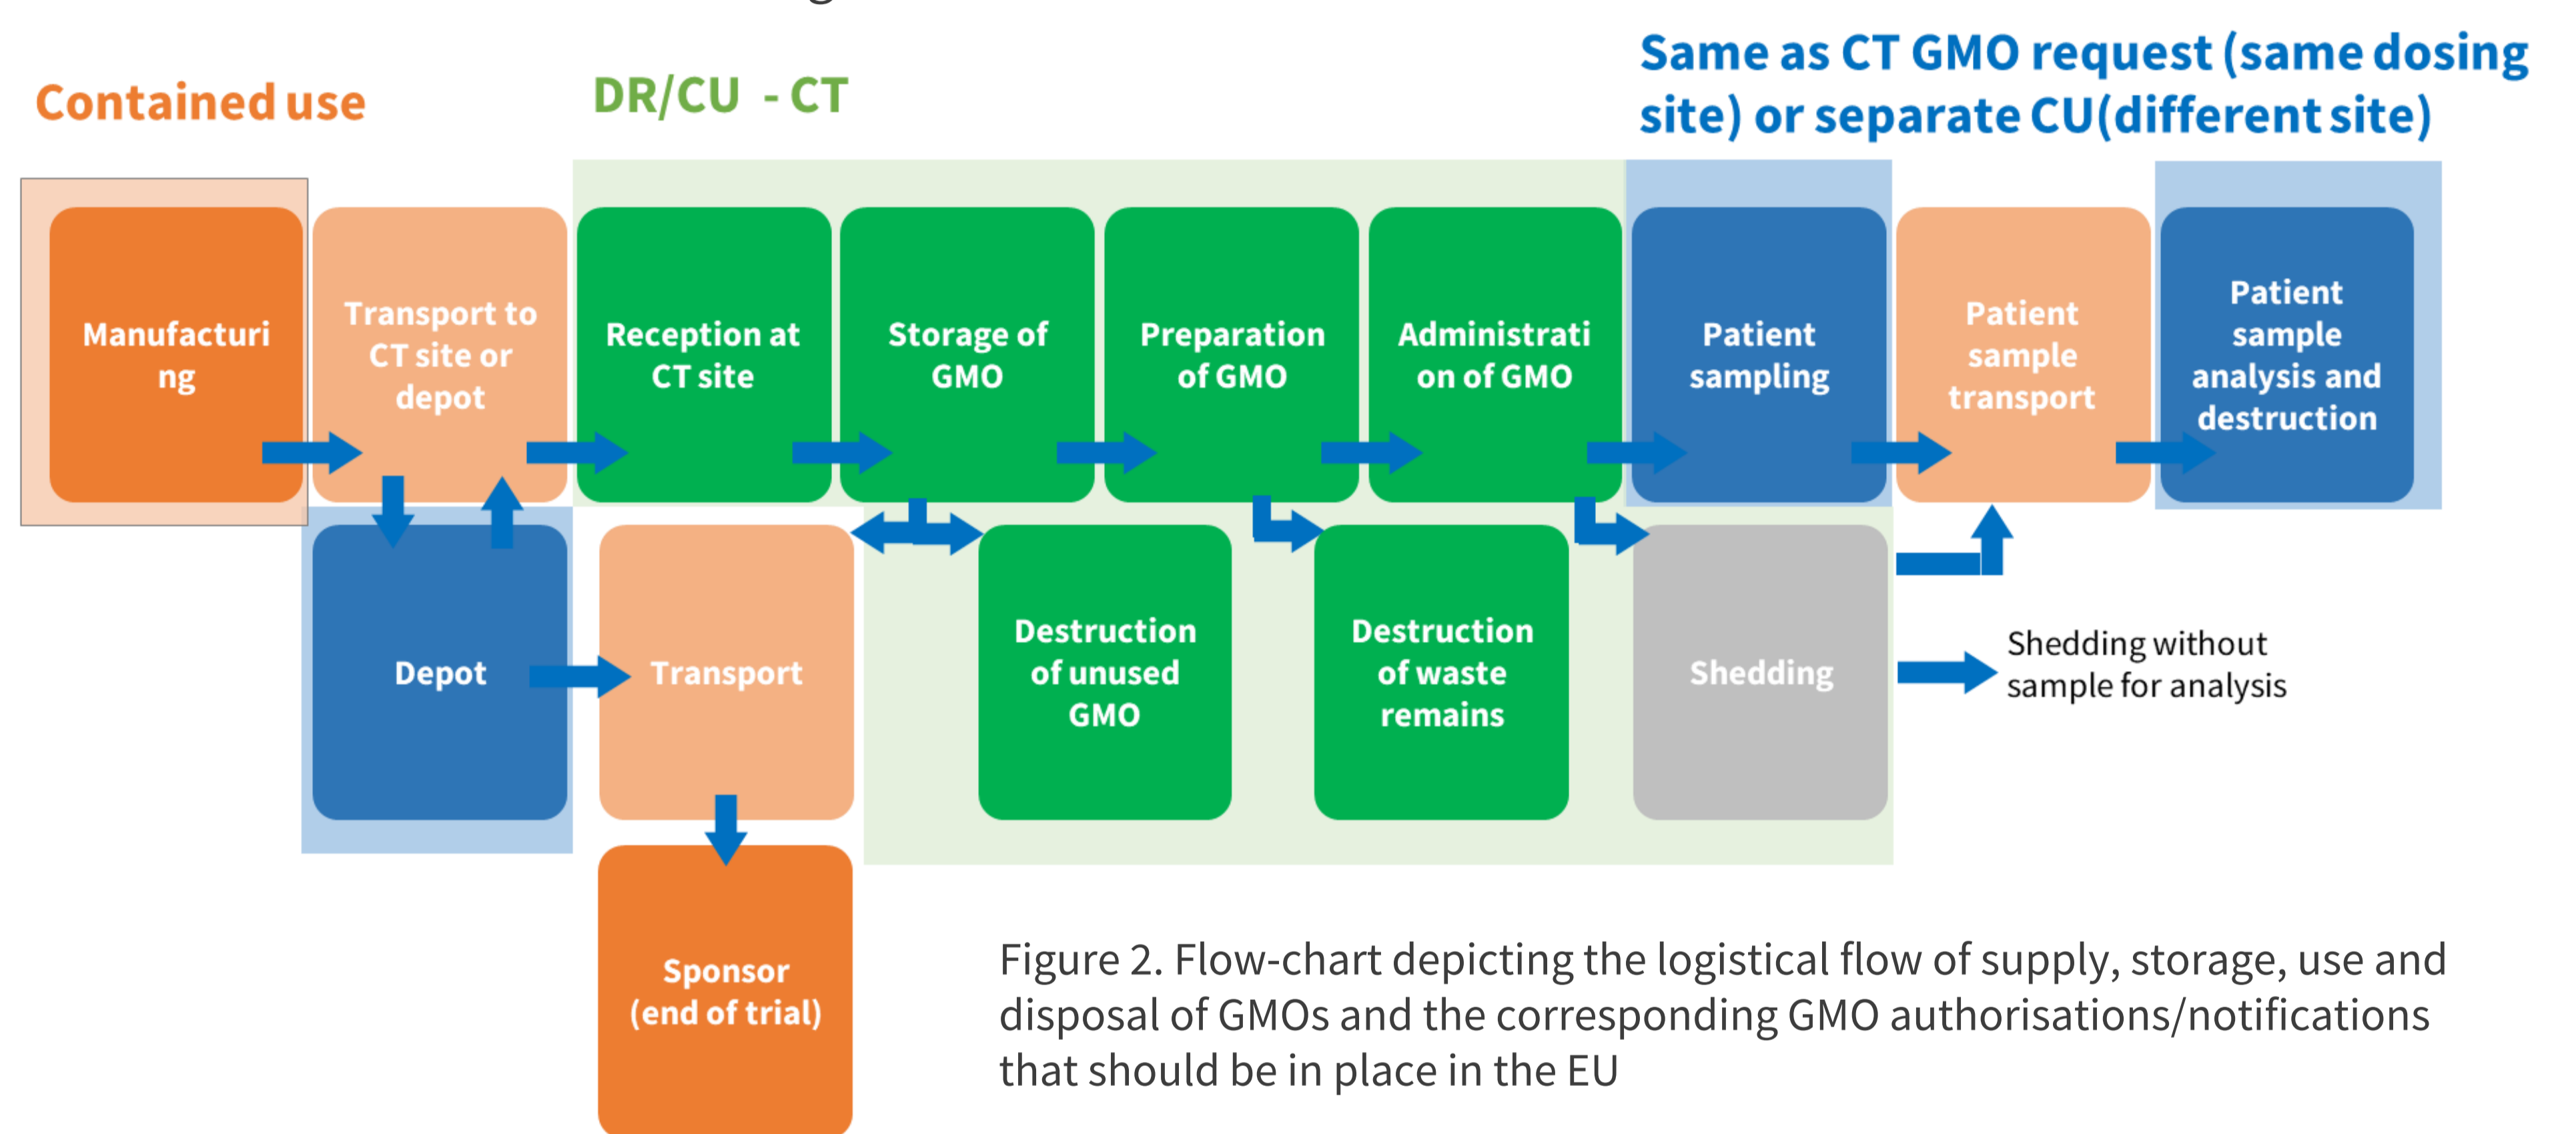 Contained use
DR/CU - CT
Same as CT GMO request (same dosing
site) or separate CU(different site)
Manufacturi
ng
Transport to
CT site or
depot
Reception at
CT site
Storage of
GMO
Preparation
of GMO
Administrati
on of GMO
Patient
sampling
Patient
sample
transport
Patient
sample
analysis and
destruction
Depot
Transport
Destruction
of unused
GMO
Destruction
of waste
remains
Shedding
Shedding without
sample for analysis
Sponsor
(end of trial)
Figure 2. Flow-chart depicting the logistical flow of supply, storage, use and
disposal of GMOs and the corresponding GMO authorisations/notifications
that should be in place in the EU